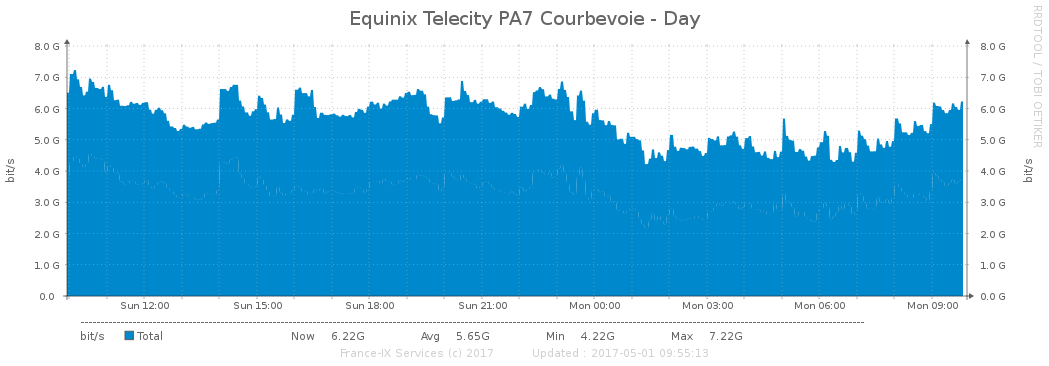 Equinix Telecity PA7 Courbevoie - Day
RRDTOOL / TOBI OETIKER
8.0 G 8.0 G
7.0 G 7.0 G
6.0 G 6.0 G
5.0 G 5.0 G
4.0 G 4.0 G
3.0 G 3.0 G
2.0 G 2.0 G
1.0 G 1.0 G
0.0 0.0 G
bit/s bit/s
Sun 12:00 Sun 15:00 Sun 18:00 Sun 21:00 Mon 00:00 Mon 03:00 Mon 06:00 Mon 09:00
bit/s Total Now 6.22G Avg 5.65G Min 4.22G Max 7.22G
France-IX Services (c) 2017 Updated : 2017-05-01 09:55:13